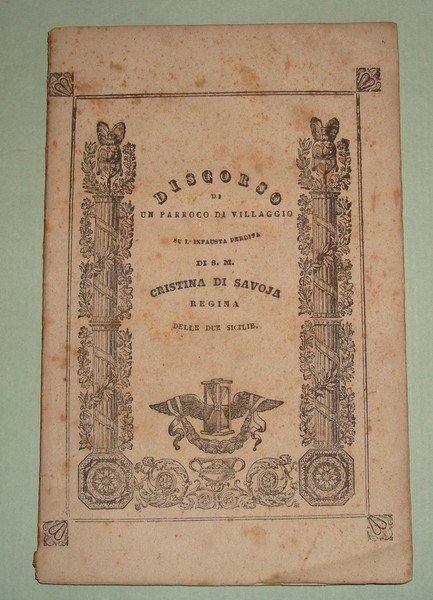 DISCORSO
DI
UN PARROCO DI VILLAGGIO
SU L'INFAUSTA PERDITA
DI S. M.
CRISTINA DI SAVOJA
REGINA
DELLE DUE SICILIE.